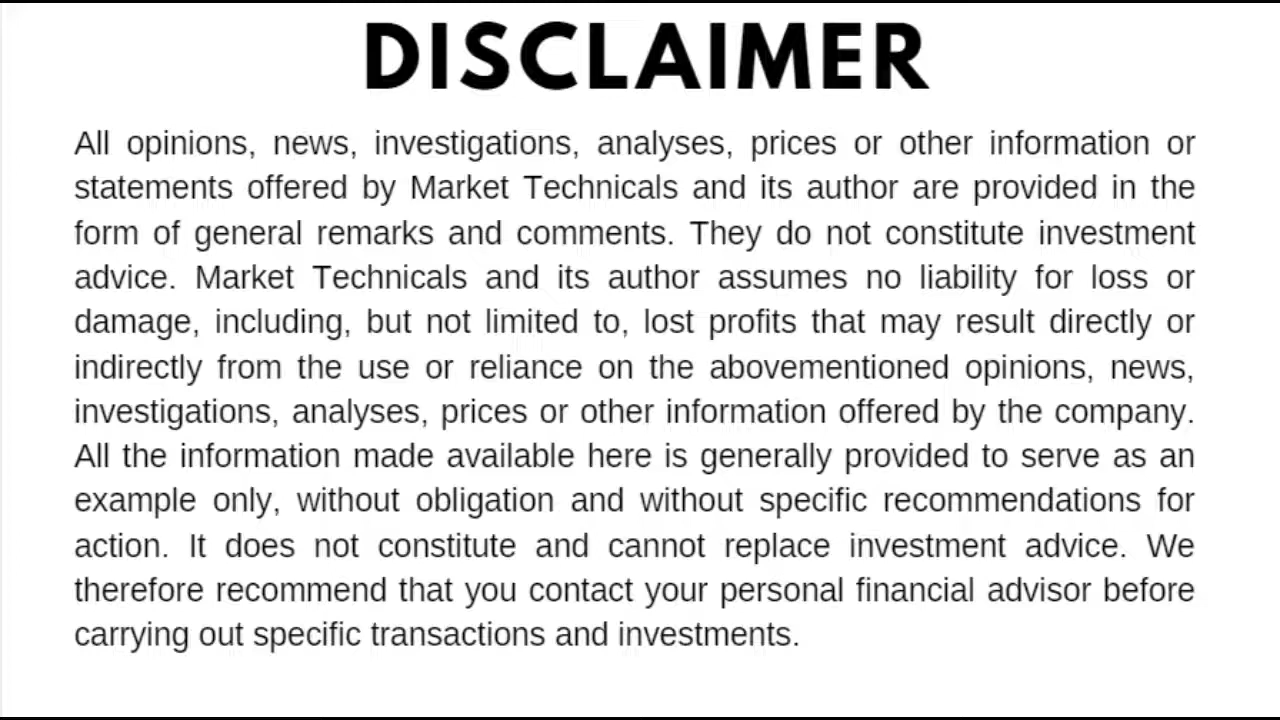 DISCLAIMER
All opinions, news, investigations, analyses, prices or other information or
statements offered by Market Technicals and its author are provided in the
form of general remarks and comments. They do not constitute investment
advice. Market Technicals and its author assumes no liability for loss or
damage, including, but not limited to, lost profits that may result directly or
indirectly from the use or reliance on the abovementioned opinions, news,
investigations, analyses, prices or other information offered by the company.
All the information made available here is generally provided to serve as an
example only, without obligation and without specific recommendations for
action. It does not constitute and cannot replace investment advice. We
therefore recommend that you contact your personal financial advisor before
carrying out specific transactions and investments.